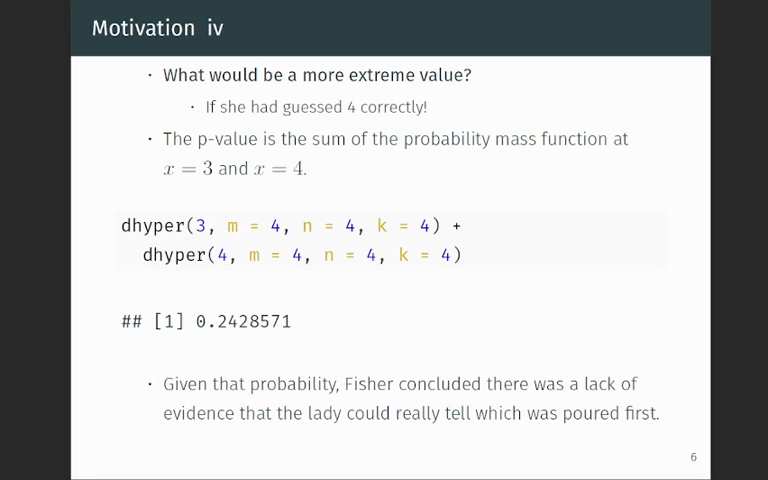 Motivation iv
· What would be a more extreme value?
· If she had guessed 4 correctly!
· The p-value is the sum of the probability mass function at
x = 3 and x = 4.
dhyper(3, m = 4, n = 4, k = 4) +
dhyper(4, m = 4, n = 4, k = 4)
## [1] 0.2428571
· Given that probability, Fisher concluded there was a lack of
evidence that the lady could really tell which was poured first.
6